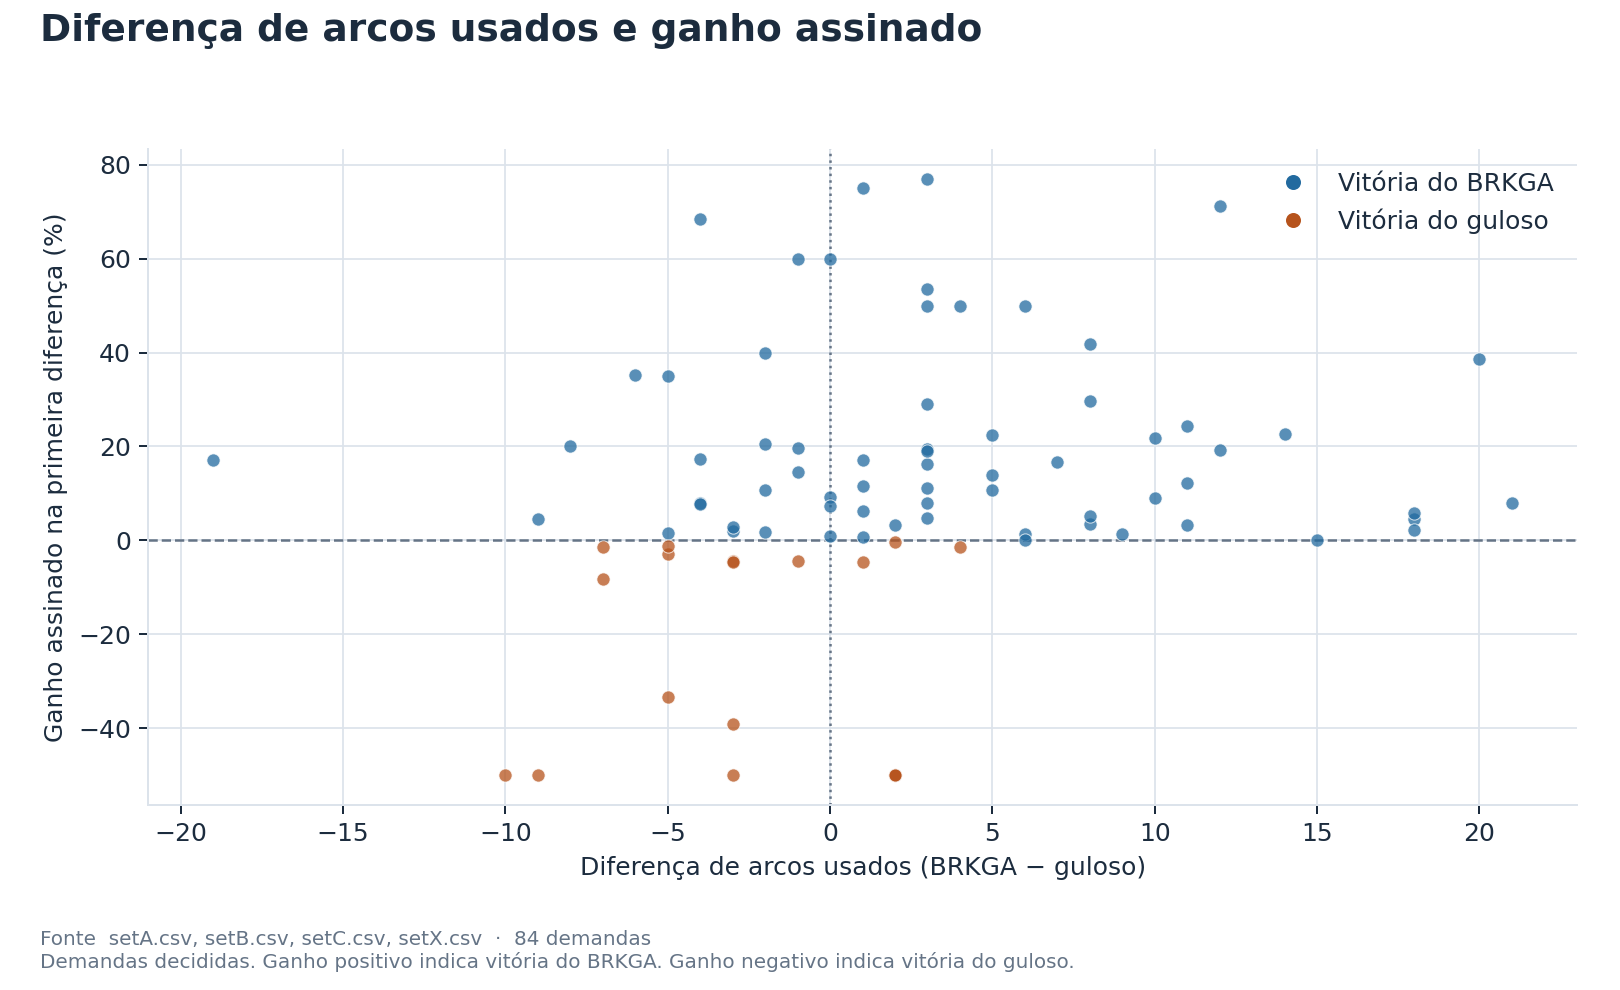 Diferença de arcos usados e ganho assinado
Ganho assinado na primeira diferença (%)
80
60
40
20
0
−20
−40
Vitória do BRKGA
Vitória do guloso
−20
−15
−10
−5
0
5
10
15
20
Diferença de arcos usados (BRKGA − guloso)
Fonte  setA.csv, setB.csv, setC.csv, setX.csv  ·  84 demandas
Demandas decididas. Ganho positivo indica vitória do BRKGA. Ganho negativo indica vitória do guloso.